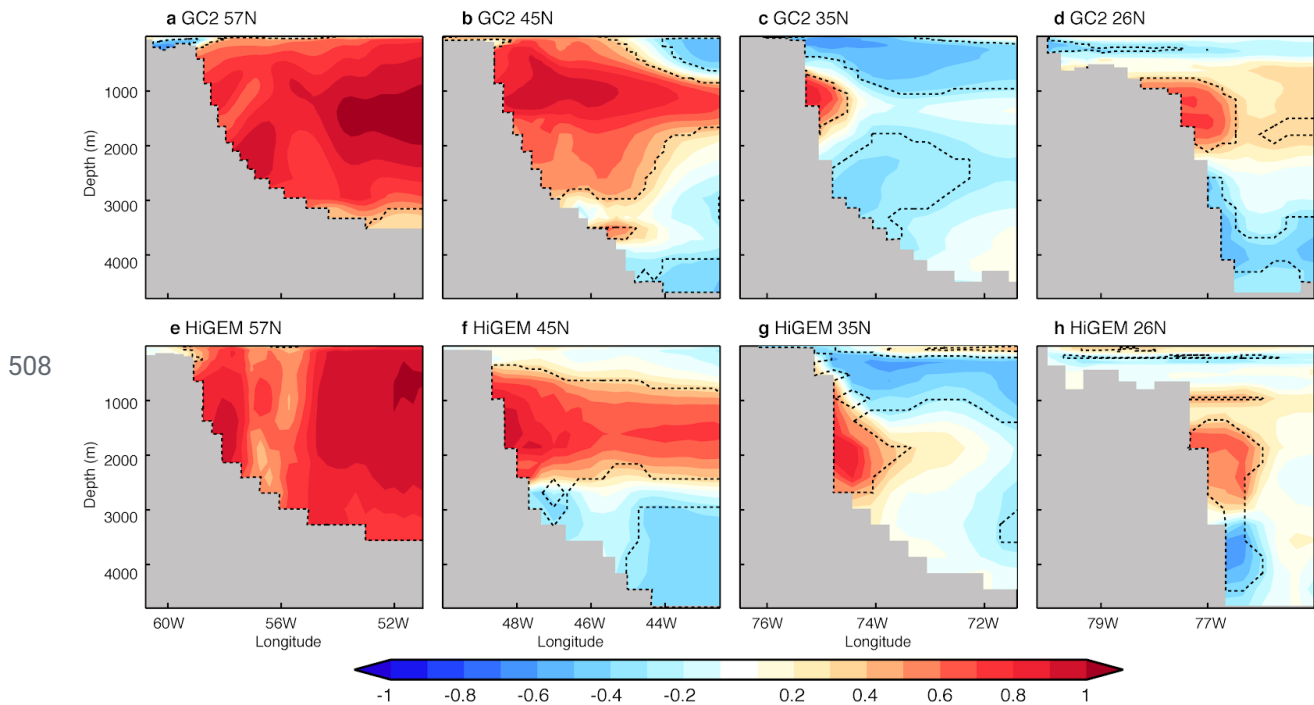 a GC2 57N
b GC2 45N
c GC2 35N
d GC2 26N
Depth (m)
1000
2000
3000
4000
e HiGEM 57N
f HiGEM 45N
g HiGEM 35N
h HiGEM 26N
508
Depth (m)
1000
2000
3000
4000
60W 56W 52W
48W 46W 44W
76W 74W 72W
79W 77W
Longitude
Longitude
Longitude
Longitude
-1 -0.8 -0.6 -0.4 -0.2 0.2 0.4 0.6 0.8 1